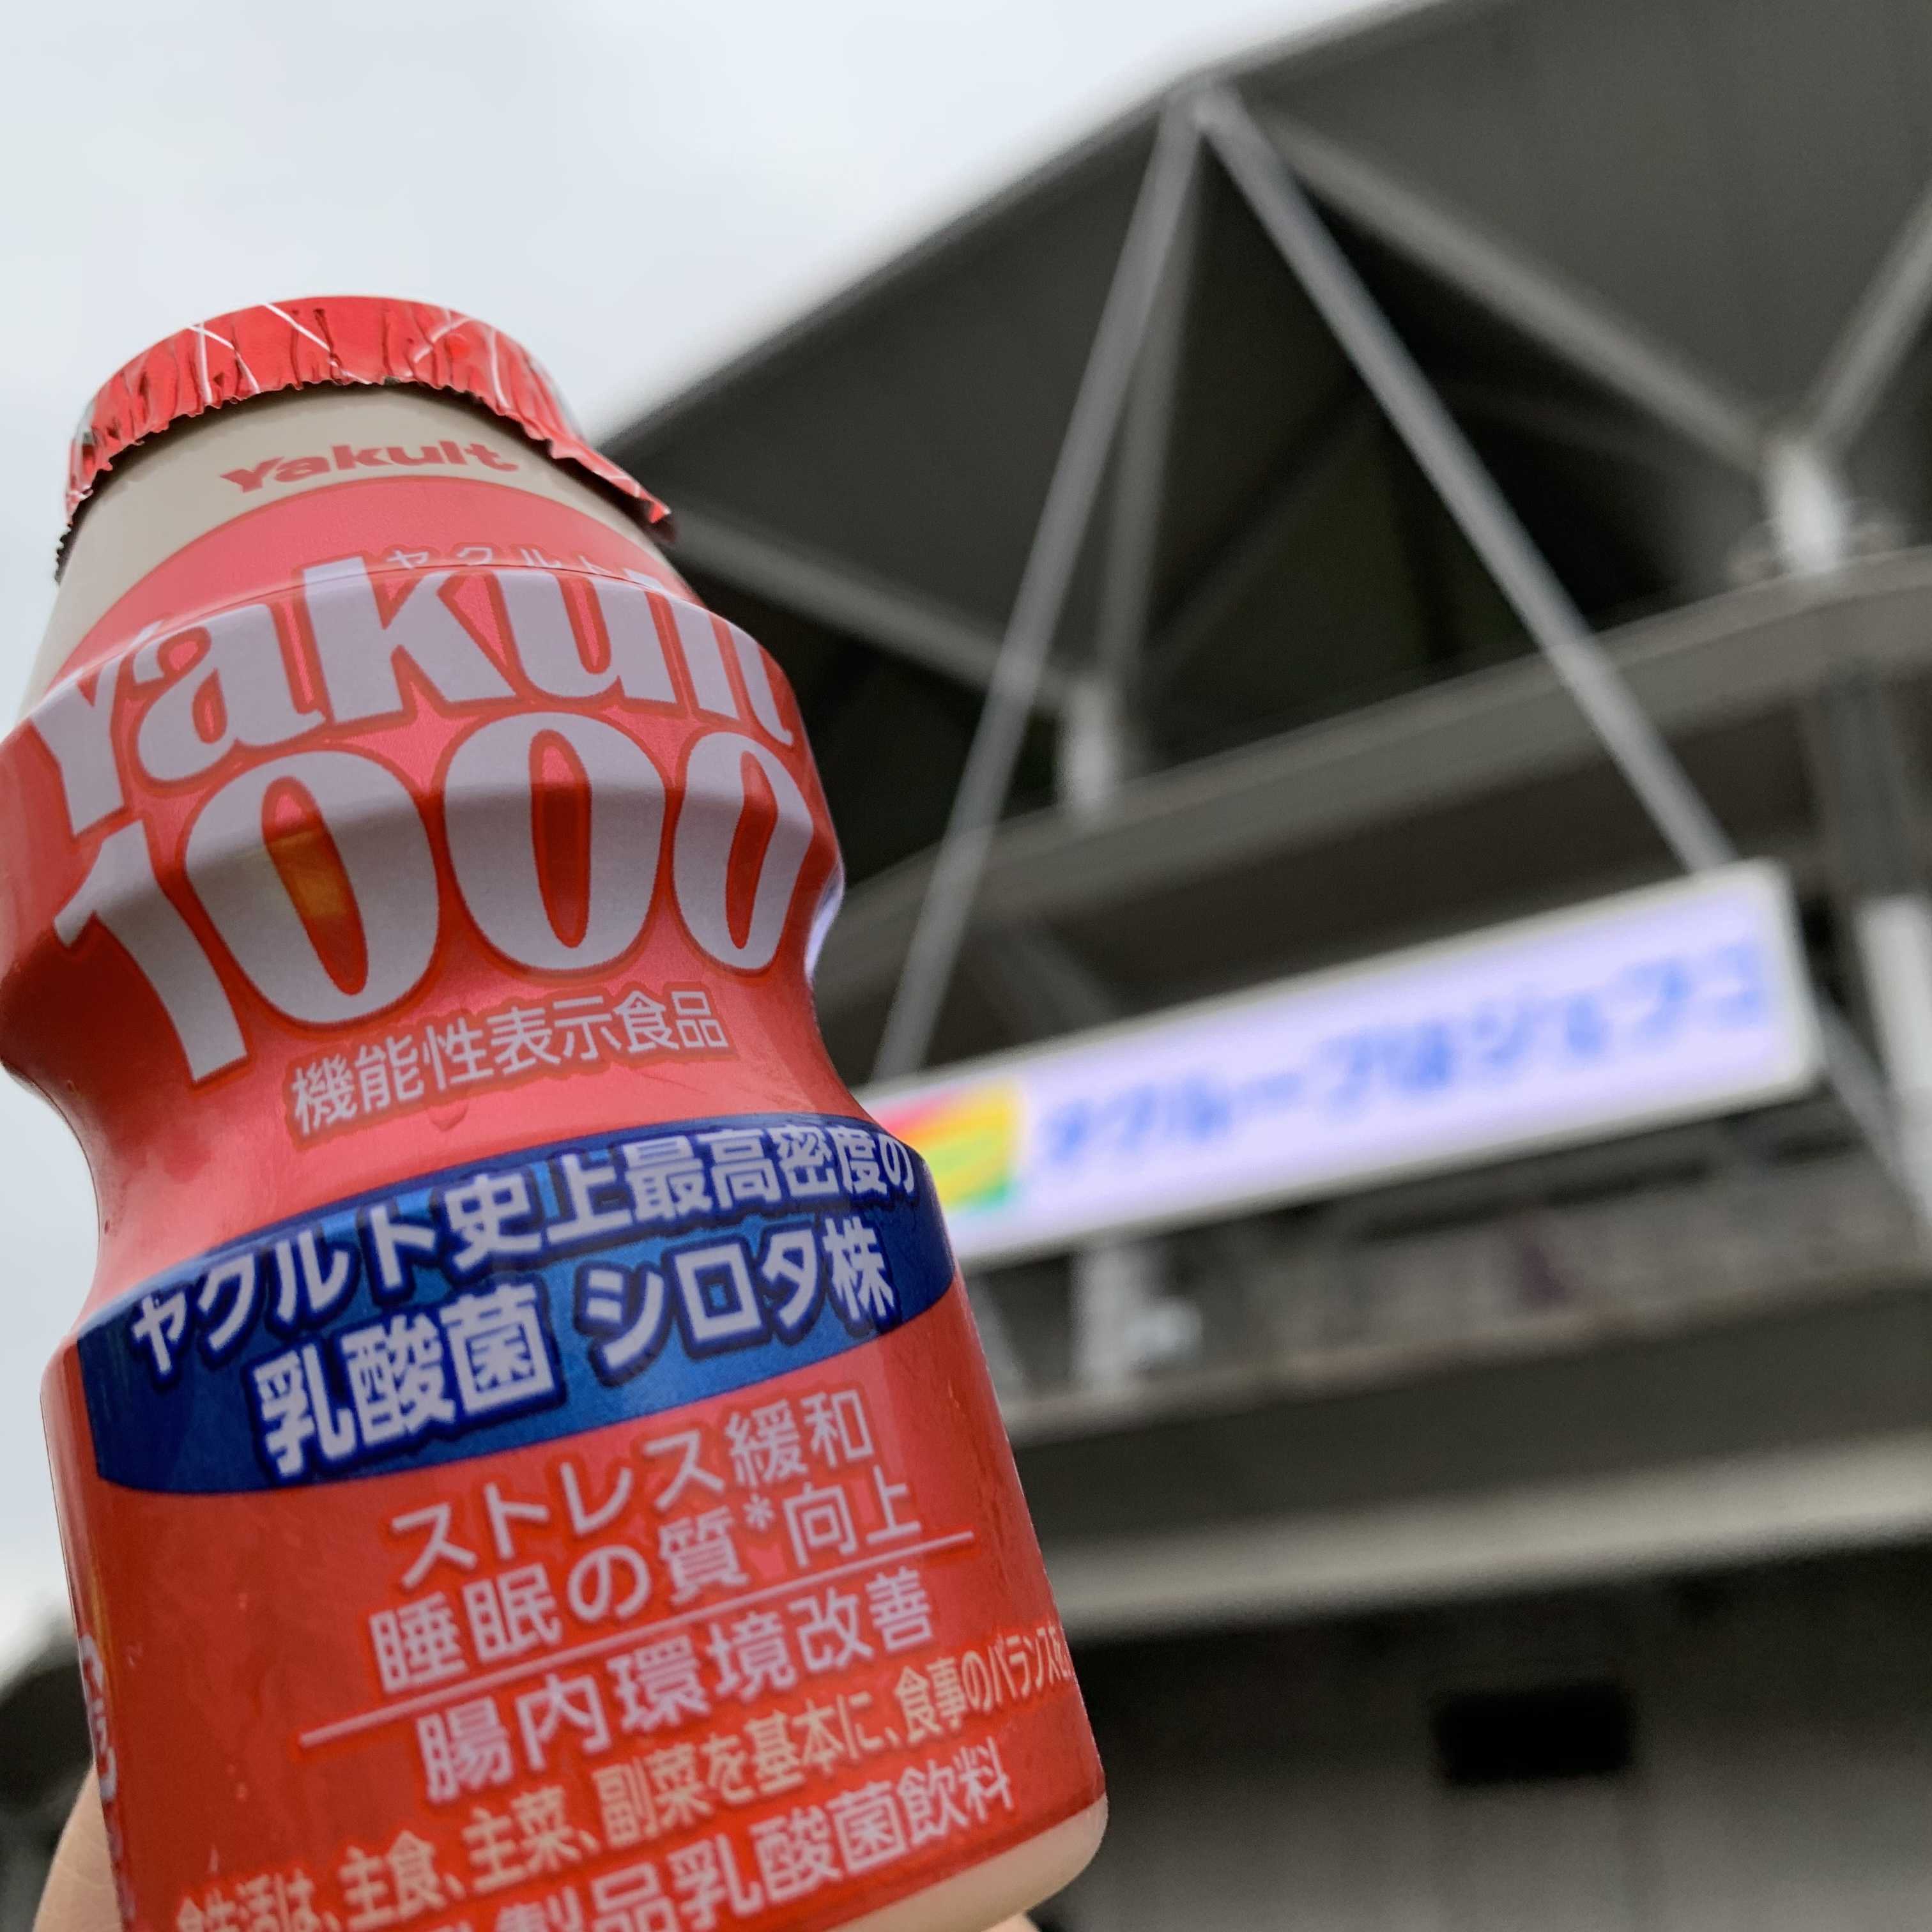 Yakult
ヤクルト
Yakult
1000
機能性表示食品
ヤクルト史上最高密度の
乳酸菌 シロタ株
ストレス緩和
睡眠の質*向上
腸内環境改善
食生活は、主食、主菜、副菜を基本に、食事のバランスを
製品乳酸菌飲料